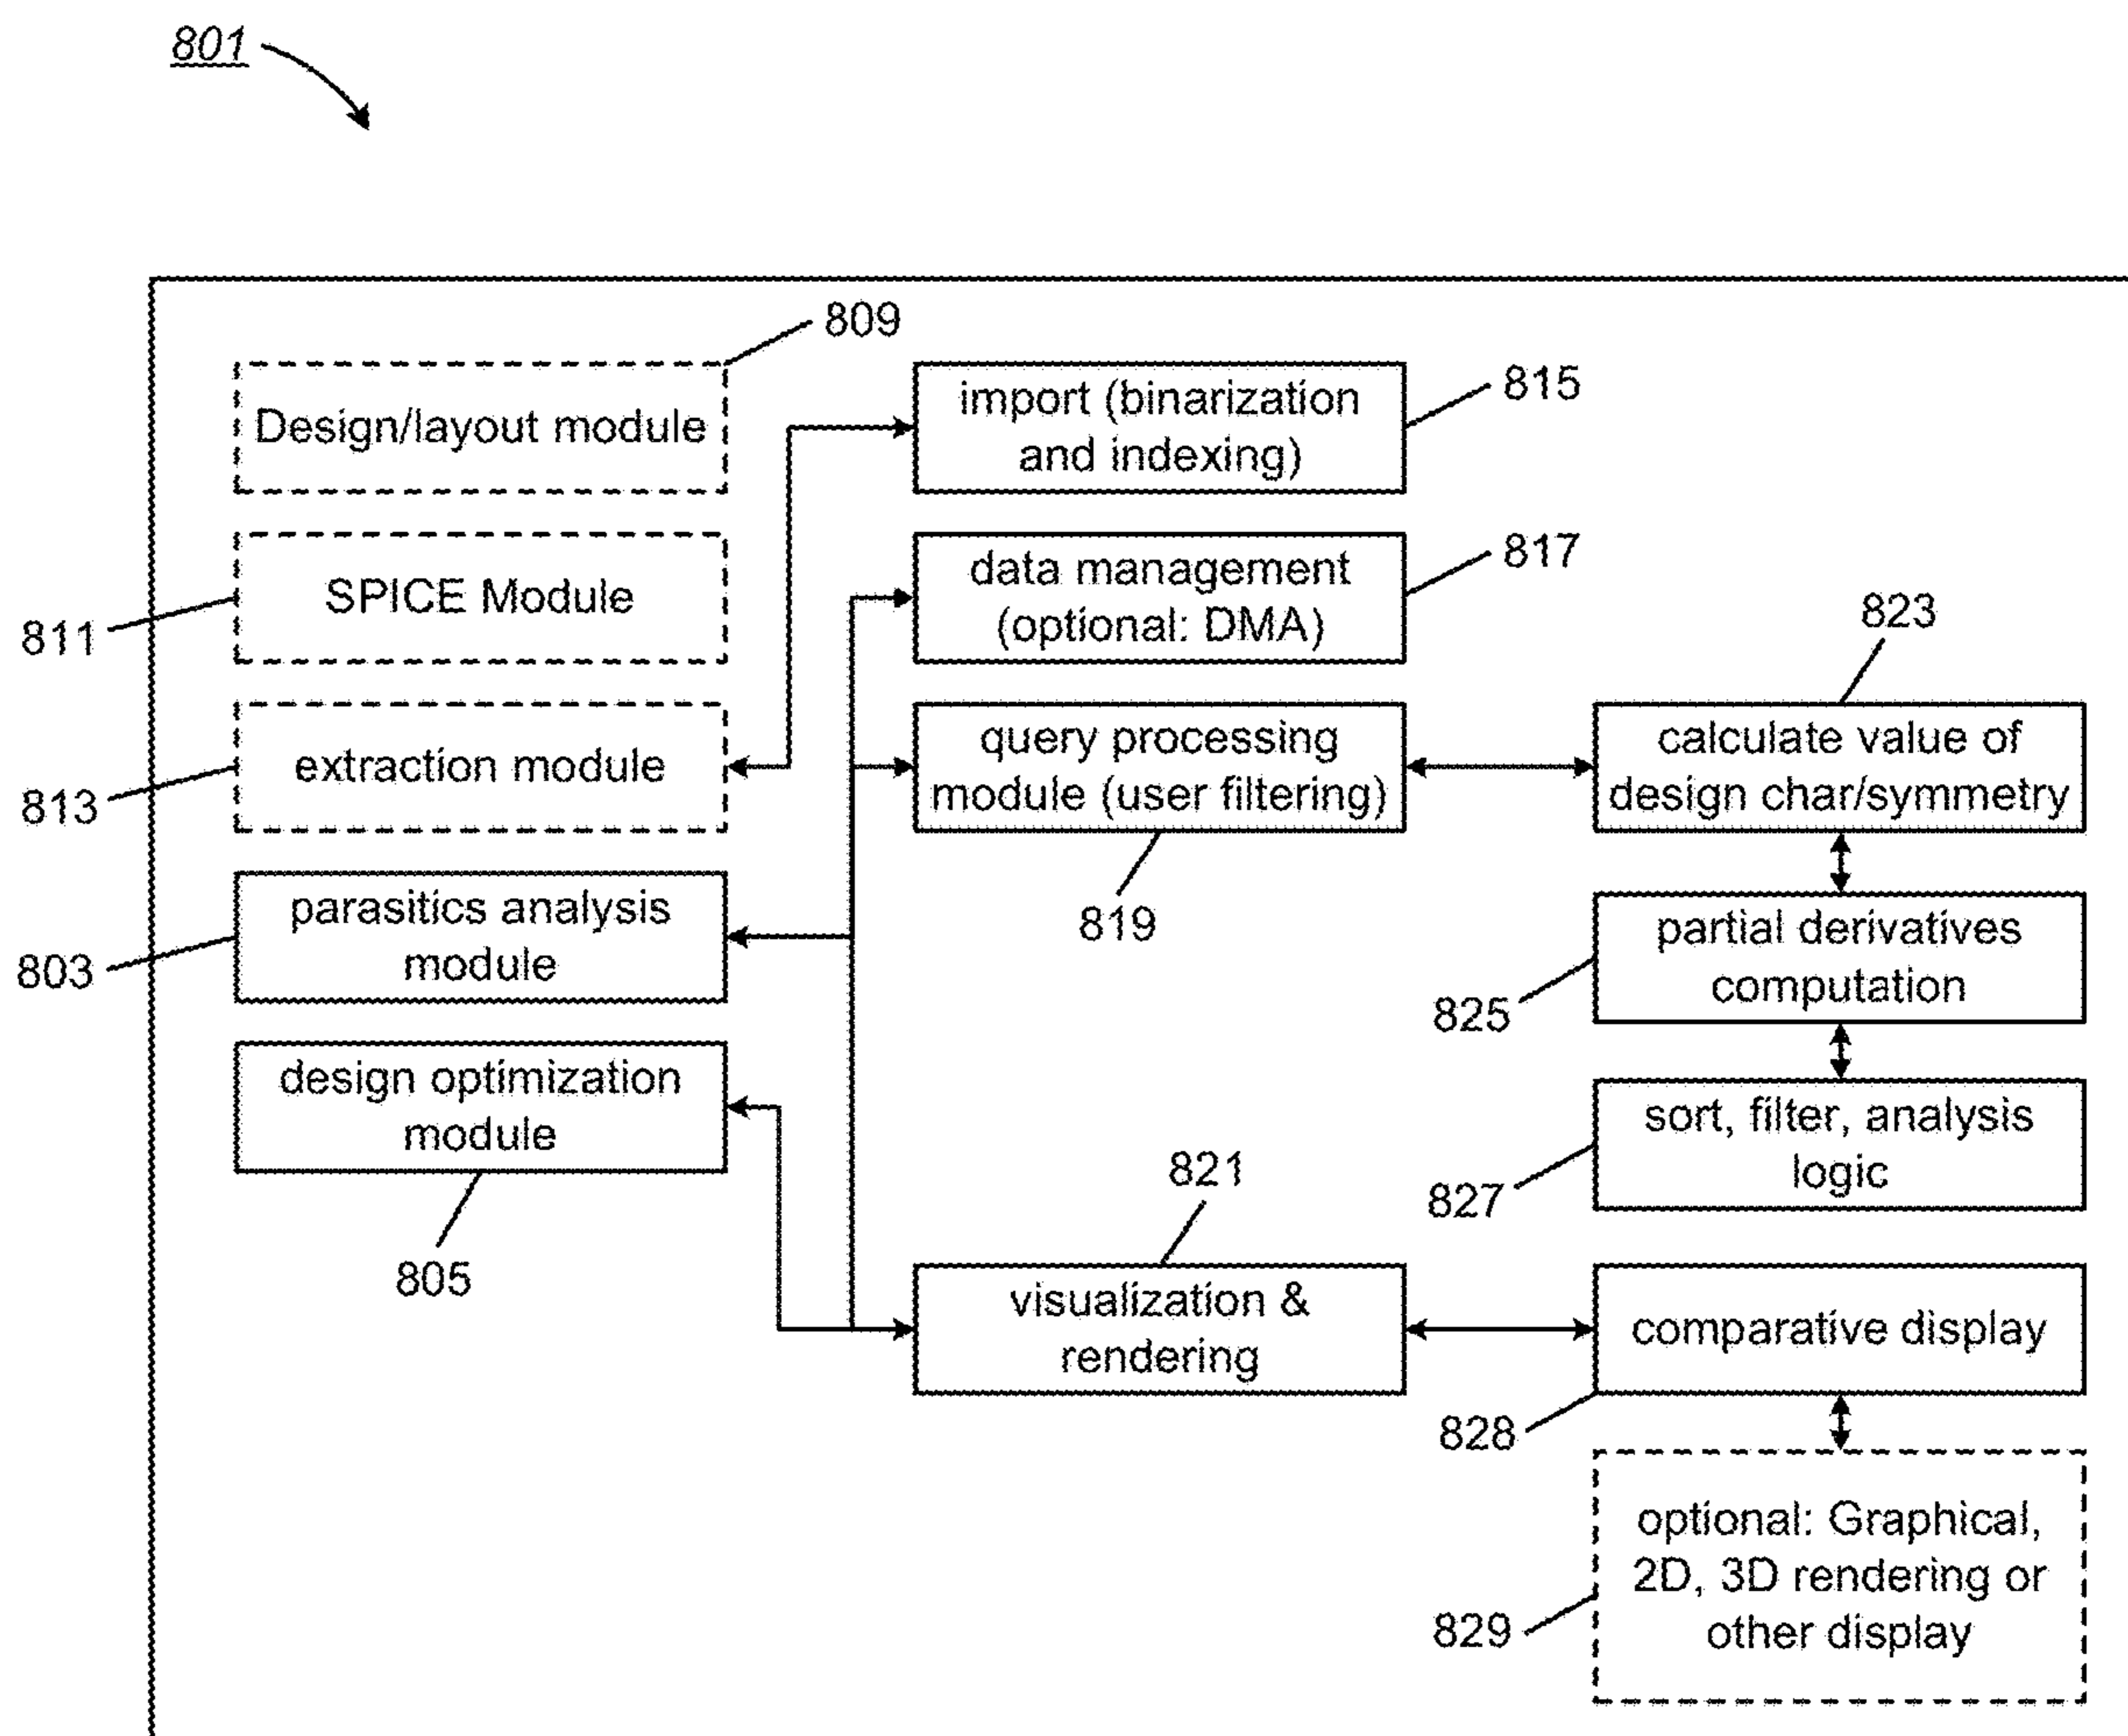 801
809
Design/layout module
import (binarization
and indexing)
815
SPICE Module
811
data management
(optional: DMA)
817
823
extraction module
813
query processing
module (user filtering)
819
calculate value of
design char/symmetry
parasitics analysis
module
803
partial derivatives
computation
825
design optimization
module
805
sort, filter, analysis
logic
827
821
visualization &
rendering
comparative display
828
optional: Graphical,
2D, 3D rendering or
other display
829